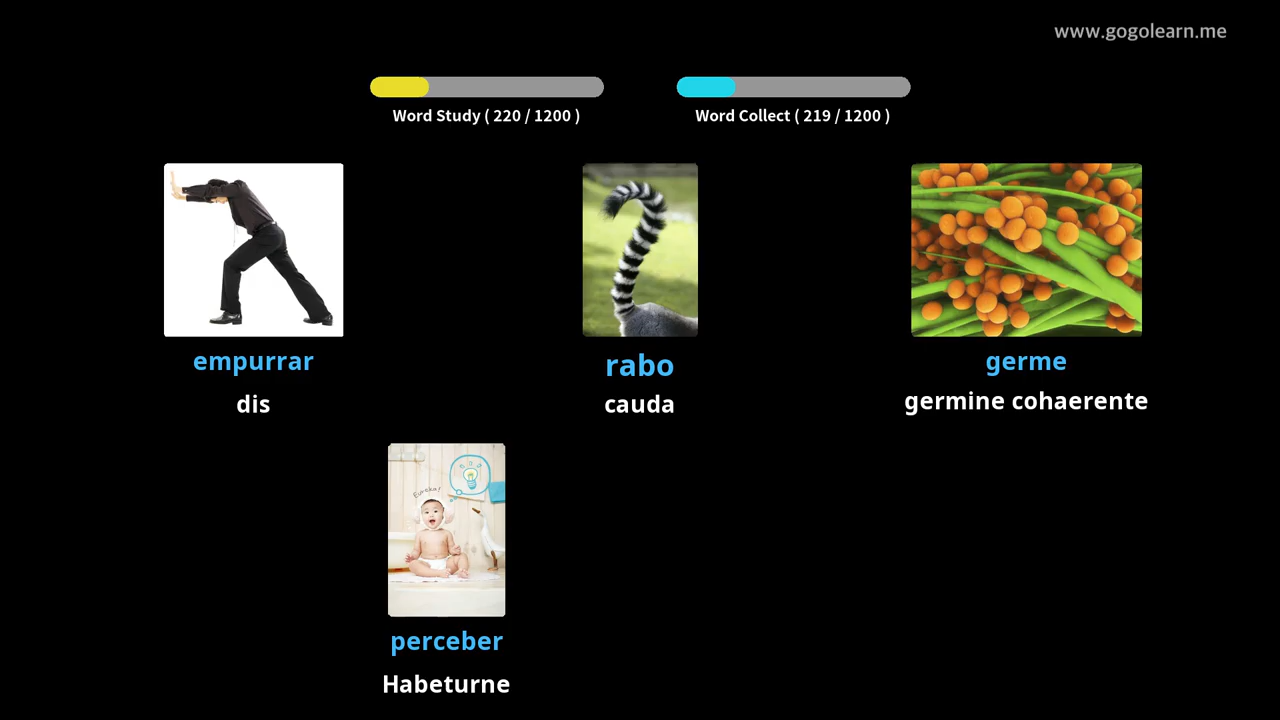 www.gogolearn.me
Word Study ( 220 / 1200 )
Word Collect ( 219 / 1200 )
empurrar
rabo
germe
dis
cauda
germine cohaerente
Eureka!
perceber
Habeturne